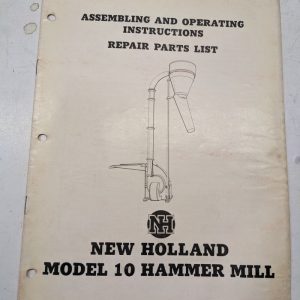 ASSEMBLING AND OPERATING
INSTRUCTIONS
REPAIR PARTS LIST
NH
NEW HOLLAND
MODEL 10 HAMMER MILL